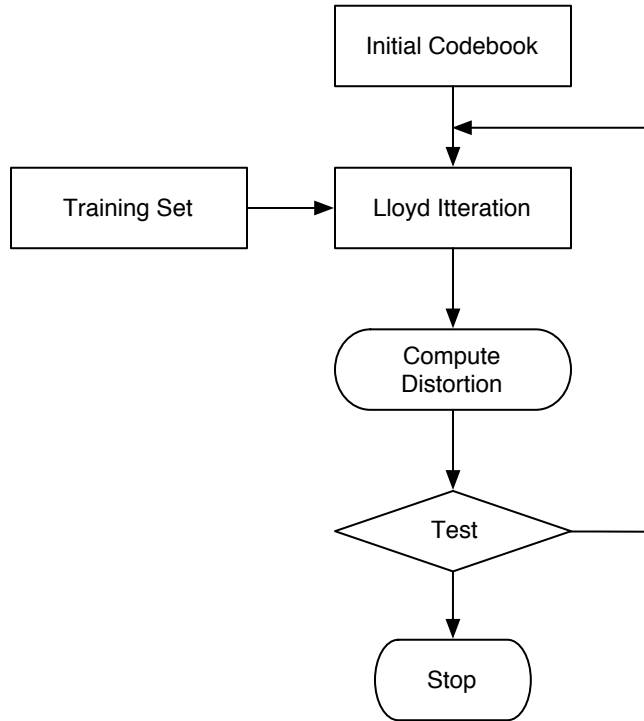 Initial Codebook
Training Set
Lloyd Itteration
Compute
Distortion
Test
Stop